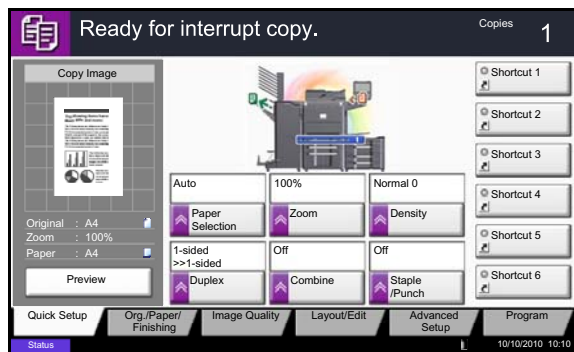 Ready for interrupt copy.
Copies
1
Copy Image
Original : A4
Zoom : 100%
Paper : A4
Preview
Auto
Paper
Selection
100%
Zoom
Normal 0
Density
1-sided
>>1-sided
Duplex
Off
Combine
Off
Staple
/Punch
Shortcut 1
Shortcut 2
Shortcut 3
Shortcut 4
Shortcut 5
Shortcut 6
Quick Setup
Org./Paper/
Finishing
Image Quality
Layout/Edit
Advanced
Setup
Program
Status
10/10/2010 10:10